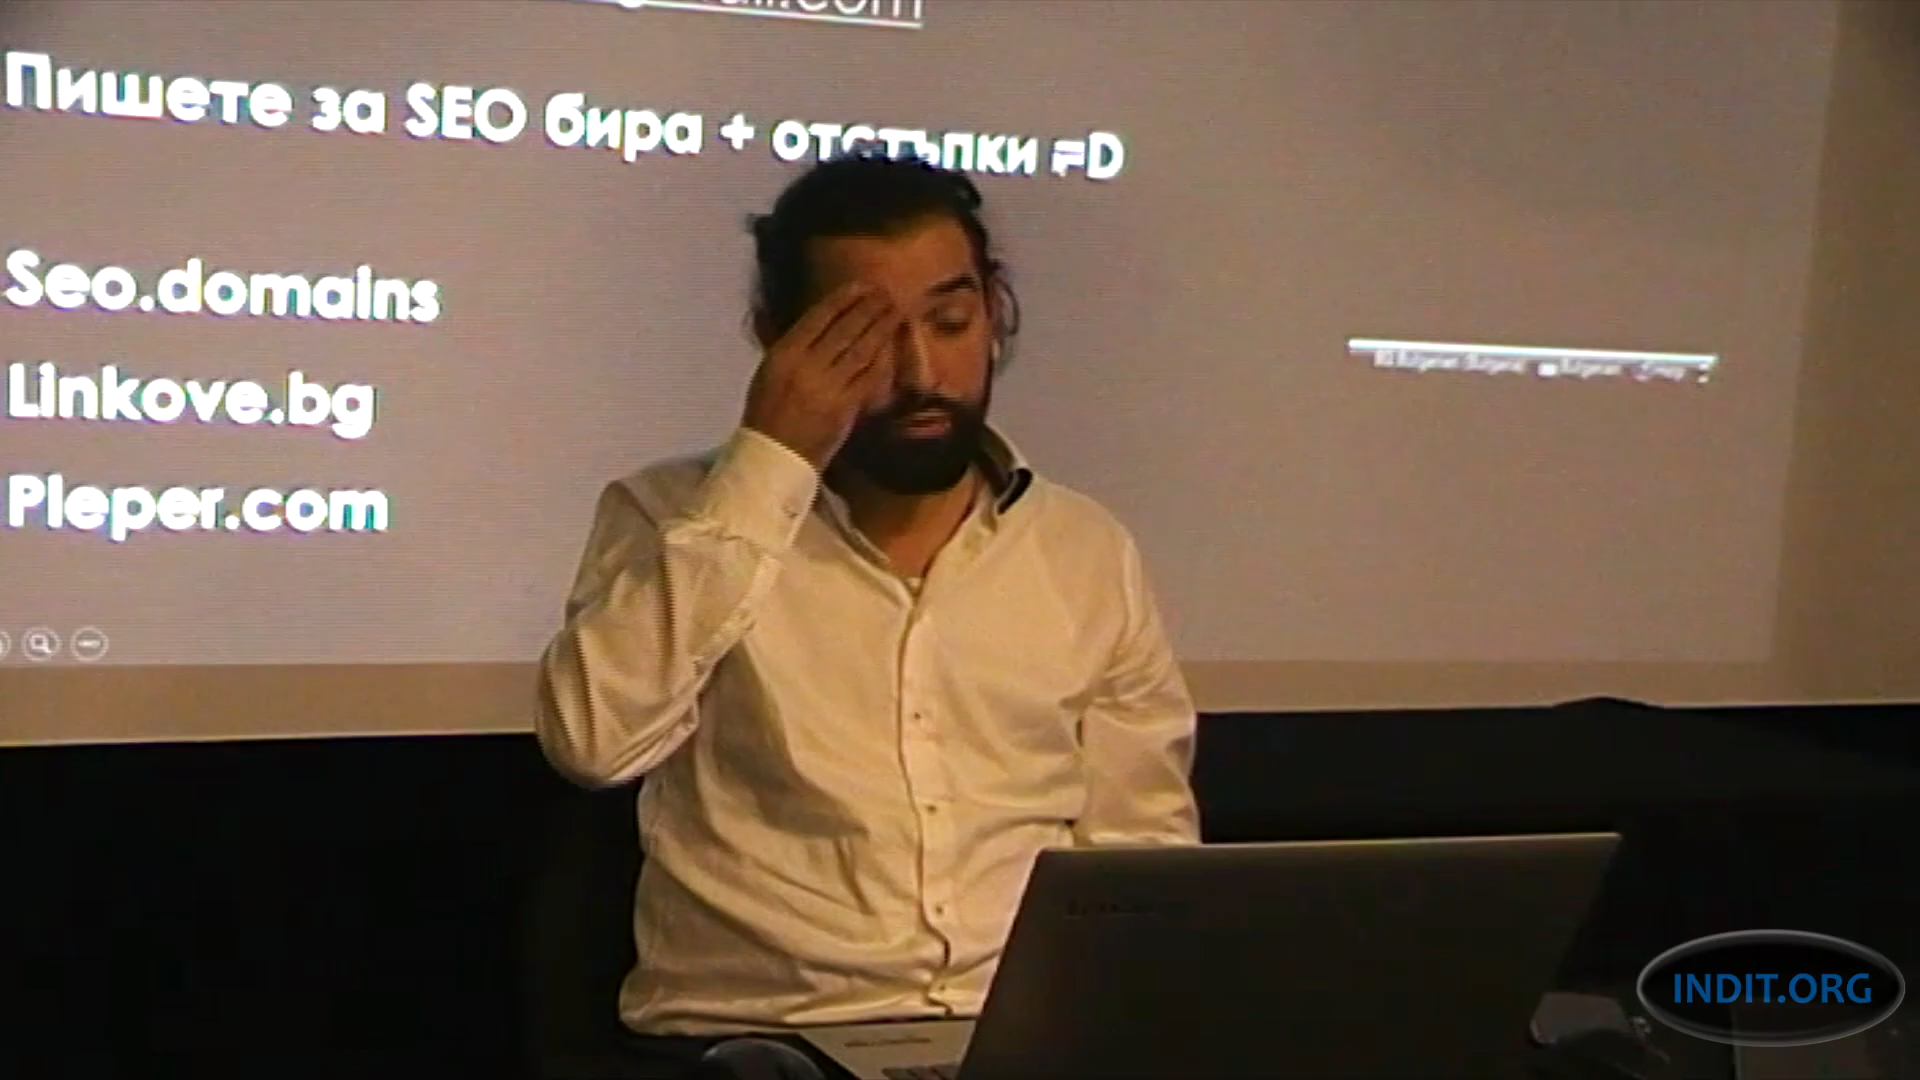 Пишете за SEO бира + отстъпки =D
Seo.domains
Linkove.bg
Pleper.com
INDIT.ORG